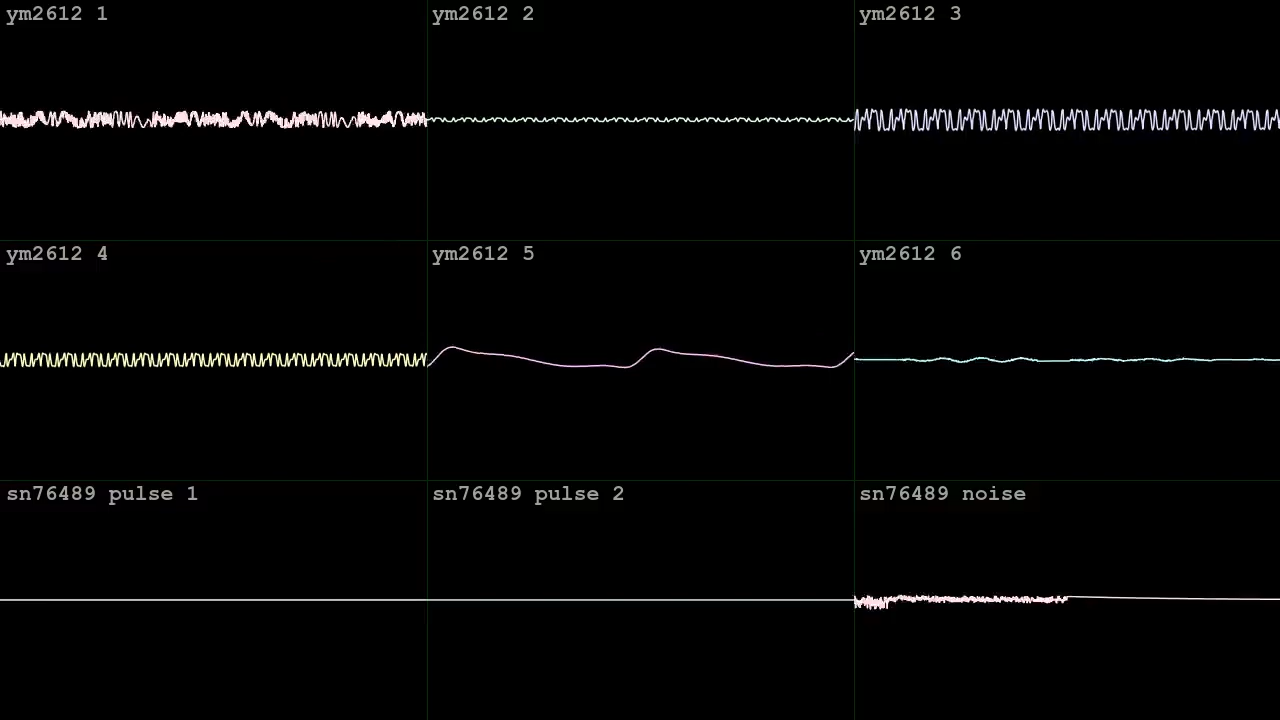 ym2612 1
ym2612 2
ym2612 3
ym2612 4
ym2612 5
ym2612 6
sn76489 pulse 1
sn76489 pulse 2
sn76489 noise